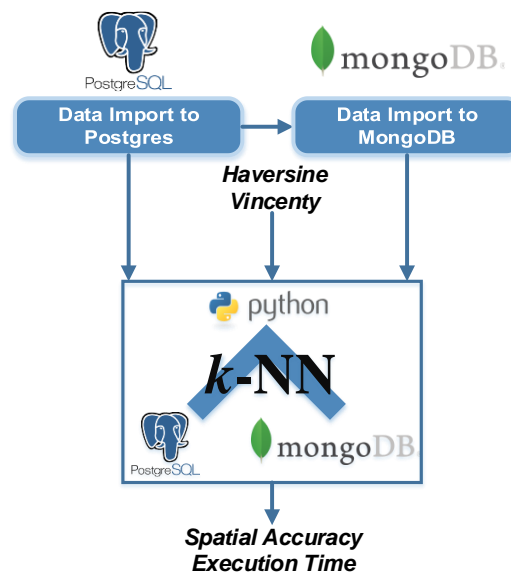 PostgreSQL
mongoDB
Data Import to
Postgres
Data Import to
MongoDB
Haversine
Vincenty
python
k-NN
PostgreSQL
mongoDB
Spatial Accuracy
Execution Time